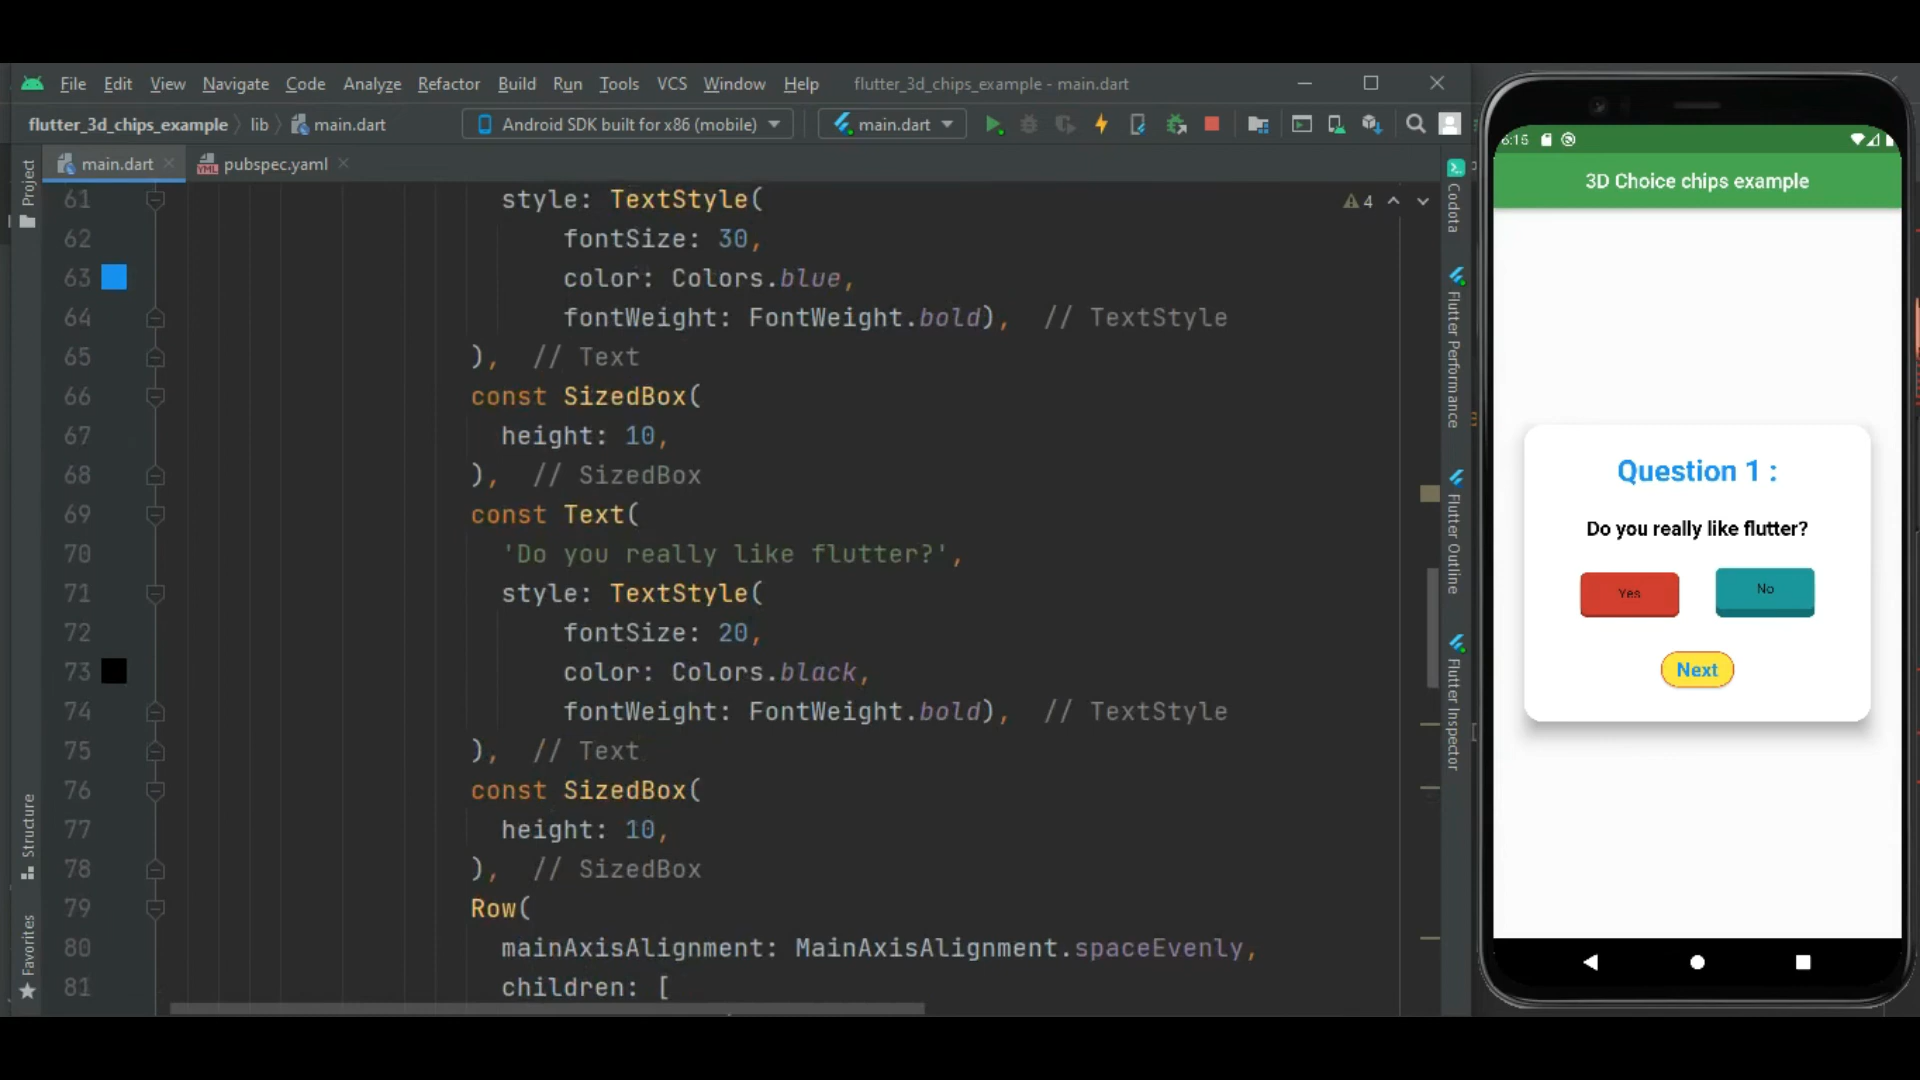 File Edit View Navigate Code Analyze Refactor Build Run Tools VCS Window Help flutter_3d_chips_example - main.dart
flutter_3d_chips_example lib main.dart Android SDK built for x86 (mobile) main.dart
main.dart pubspec.yaml
Project
Structure
Favorites
61 style: TextStyle(
62 fontSize: 30,
63 color: Colors.blue,
64 fontWeight: FontWeight.bold), // TextStyle
65 ), // Text
66 const SizedBox(
67 height: 10,
68 ), // SizedBox
69 const Text(
70 'Do you really like flutter?',
71 style: TextStyle(
72 fontSize: 20,
73 color: Colors.black,
74 fontWeight: FontWeight.bold), // TextStyle
75 ), // Text
76 const SizedBox(
77 height: 10,
78 ), // SizedBox
79 Row(
80 mainAxisAlignment: MainAxisAlignment.spaceEvenly,
81 children: [
4
Codota
Flutter Performance
Flutter Outline
Flutter Inspector
6:15
3D Choice chips example
Question 1 :
Do you really like flutter?
Yes No
Next